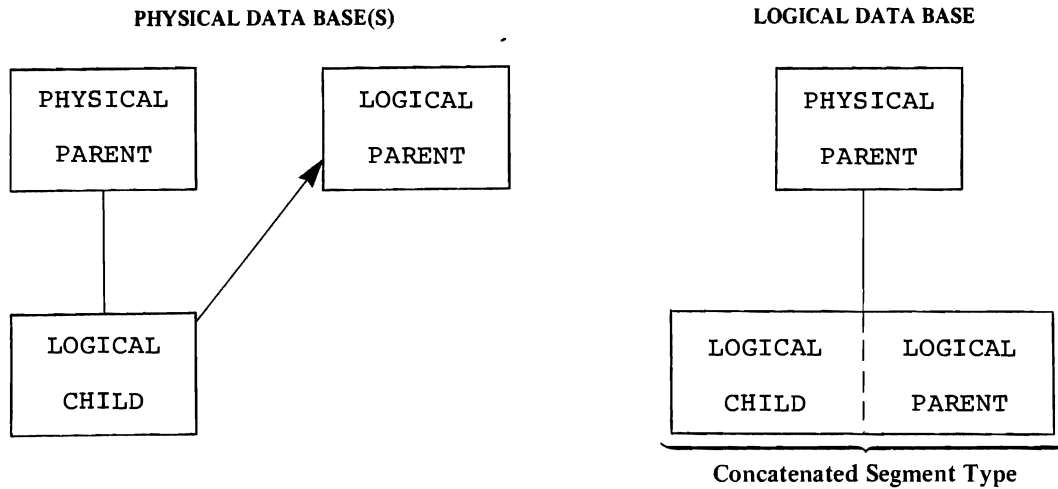 PHYSICAL DATA BASE(S)
PHYSICAL
PARENT
LOGICAL
PARENT
LOGICAL
CHILD
LOGICAL DATA BASE
PHYSICAL
PARENT
LOGICAL
CHILD
LOGICAL
PARENT
Concatenated Segment Type